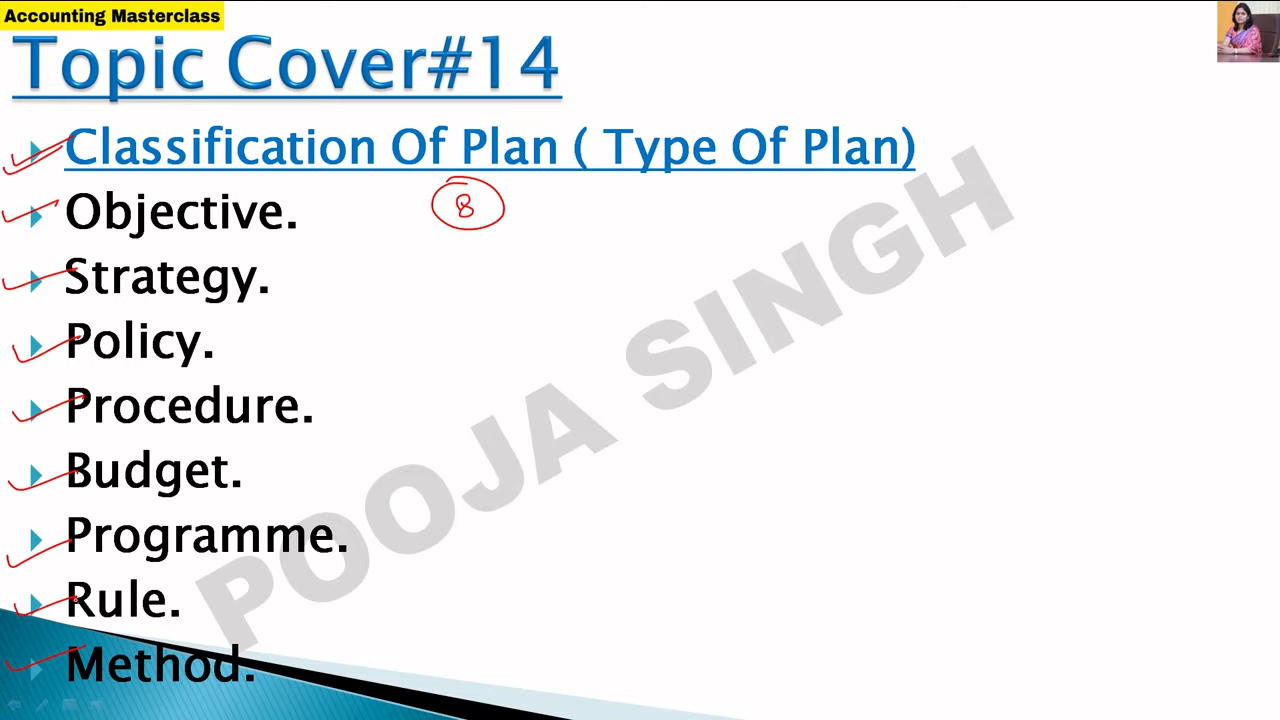 Accounting Masterclass
Topic Cover#14
Classification Of Plan ( Type Of Plan)
8
Objective.
Strategy.
Policy.
Procedure.
Budget.
Programme.
Rule.
Method.
POOJA SINGH